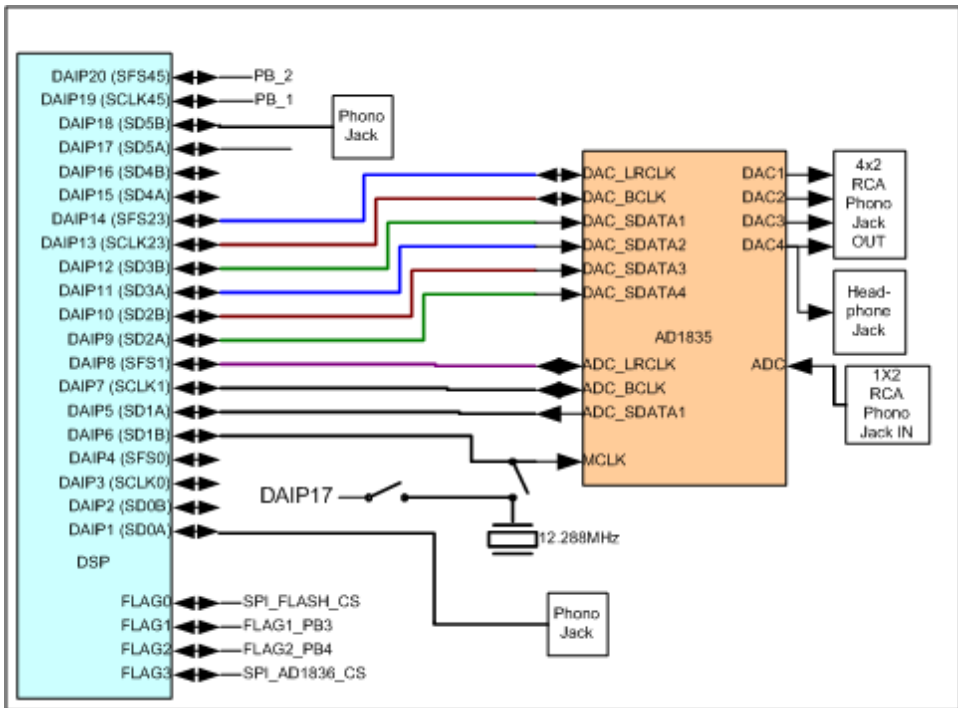 DAIP20 (SFS45)
PB_2
DAIP19 (SCLK45)
PB_1
DAIP18 (SD5B)
Phono
Jack
DAIP17 (SD5A)
DAIP16 (SD4B)
DAIP15 (SD4A)
DAIP14 (SFS23)
DAIP13 (SCLK23)
DAIP12 (SD3B)
DAIP11 (SD3A)
DAIP10 (SD2B)
DAIP9 (SD2A)
DAIP8 (SFS1)
DAIP7 (SCLK1)
DAIP5 (SD1A)
DAIP6 (SD1B)
DAIP4 (SFS0)
DAIP3 (SCLK0)
DAIP2 (SD0B)
DAIP1 (SD0A)
DSP
FLAG0
SPI_FLASH_CS
FLAG1
FLAG1_PB3
FLAG2
FLAG2_PB4
FLAG3
SPI_AD1836_CS
DAC_LRCLK
DAC_BCLK
DAC_SDATA1
DAC_SDATA2
DAC_SDATA3
DAC_SDATA4
AD1835
ADC_LRCLK
ADC_BCLK
ADC_SDATA1
MCLK
DAC1
DAC2
DAC3
DAC4
ADC
4x2
RCA
Phono
Jack
OUT
Head-
phone
Jack
1X2
RCA
Phono
Jack IN
DAIP17
12.288MHz
Phono
Jack